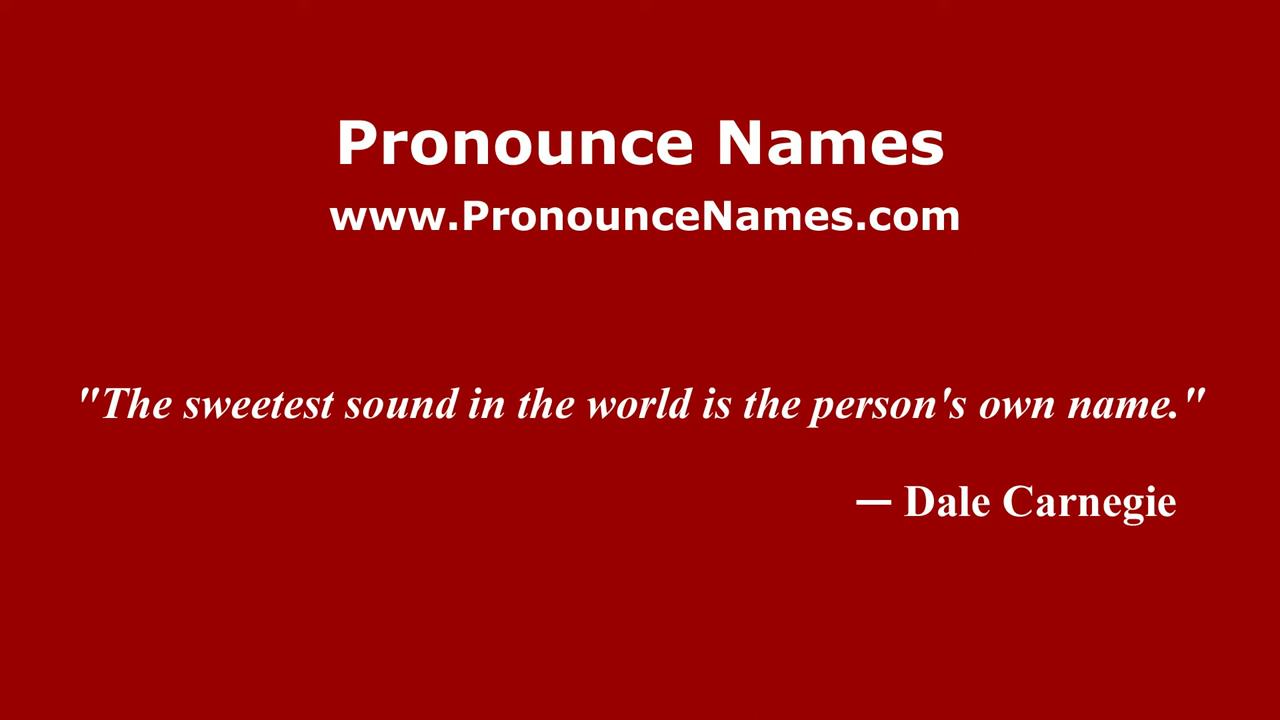 Pronounce Names
www.PronounceNames.com
"The sweetest sound in the world is the person's own name."
— Dale Carnegie